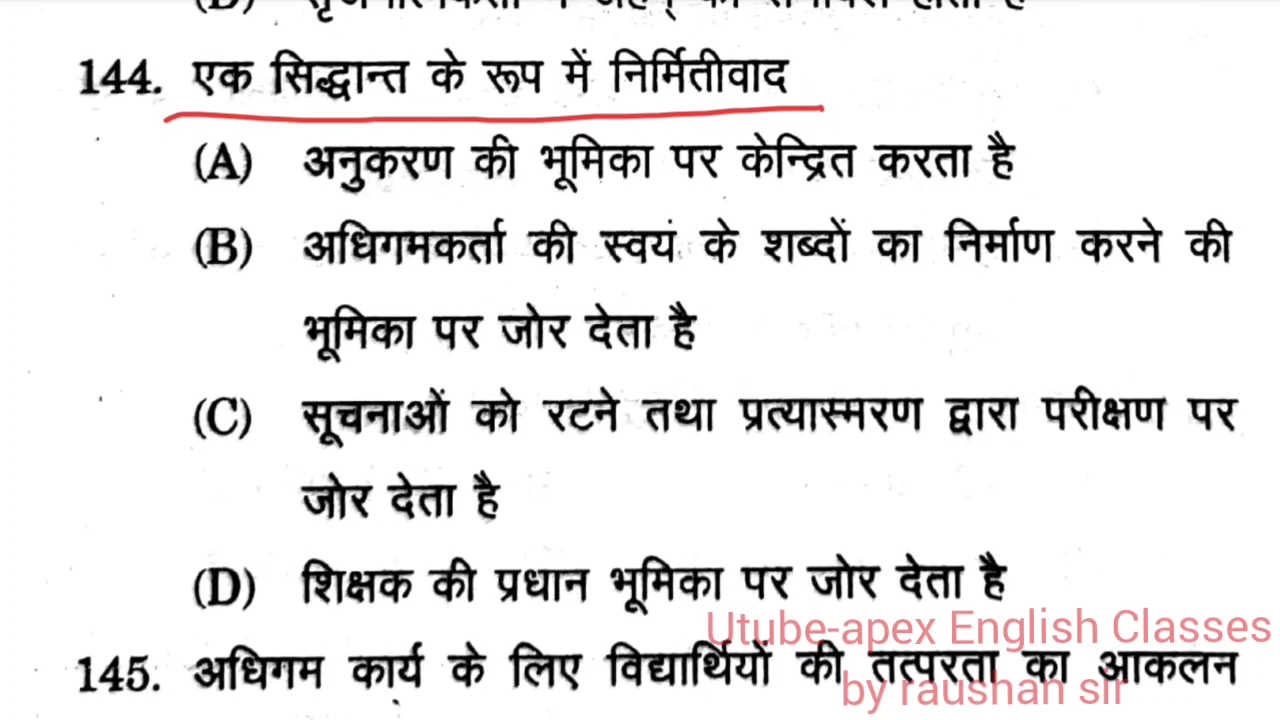 144. एक सिद्धान्त के रूप में निर्मितीवाद
(A) अनुकरण की भूमिका पर केन्द्रित करता है
(B) अधिगमकर्ता की स्वयं के शब्दों का निर्माण करने की
भूमिका पर जोर देता है
(C) सूचनाओं को रटने तथा प्रत्यास्मरण द्वारा परीक्षण पर
जोर देता है
(D) शिक्षक की प्रधान भूमिका पर जोर देता है
Utube-apex English Classes
145. अधिगम कार्य के लिए विद्यार्थियों की तत्परता का आकलन
by raushan sir